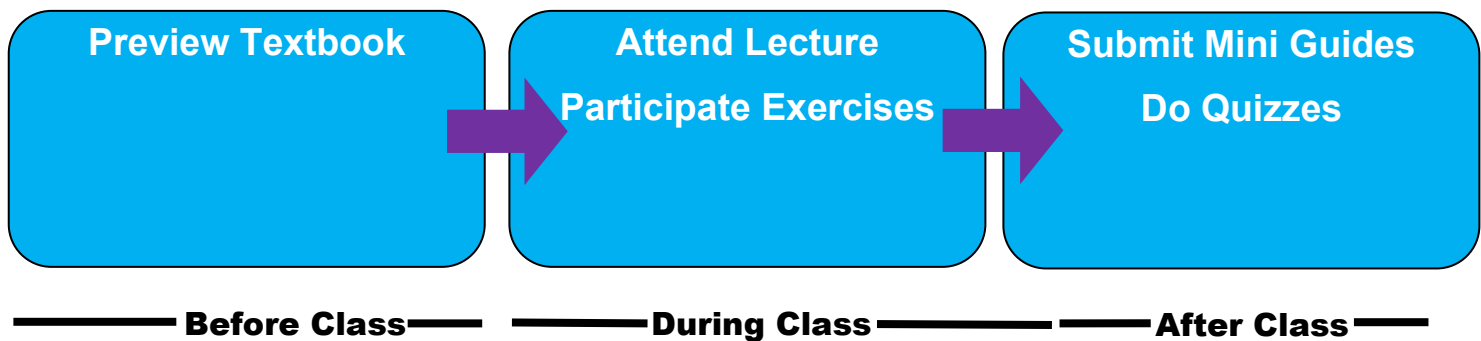 Preview Textbook
Attend Lecture
Participate Exercises
Submit Mini Guides
Do Quizzes
Before Class
During Class
After Class